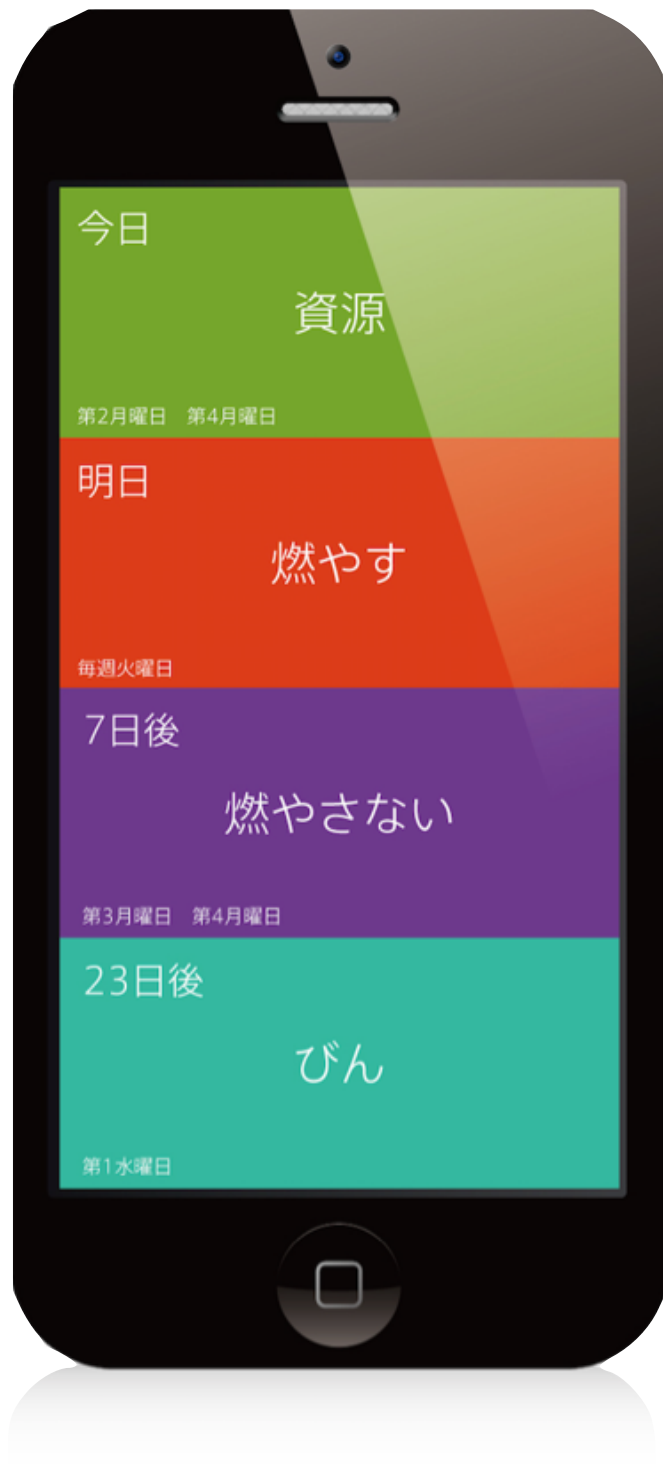 今日
資源
第2月曜日　第4月曜日
明日
燃やす
毎週火曜日
7日後
燃やさない
第3月曜日　第4月曜日
23日後
びん
第1水曜日